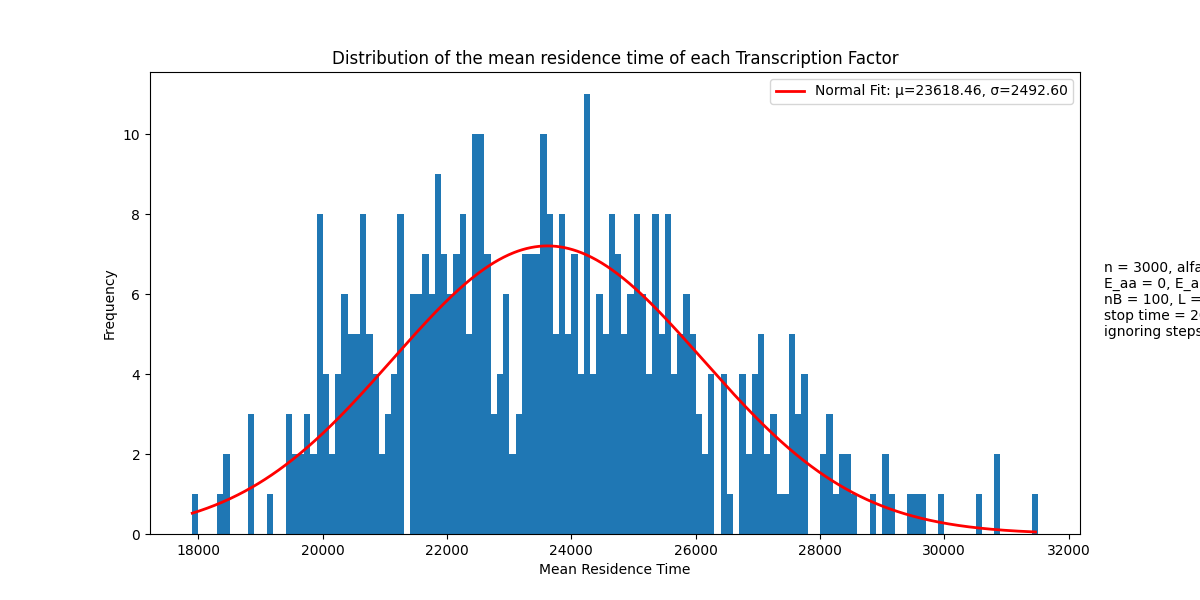 Distribution of the mean residence time of each Transcription Factor
Normal Fit: μ=23618.46, σ=2492.60
10
8
6
4
2
0
Frequency
18000 20000 22000 24000 26000 28000 30000 32000
Mean Residence Time
n = 3000, alfa
E_aa = 0, E_a
nB = 100, L =
stop time = 2
ignoring steps